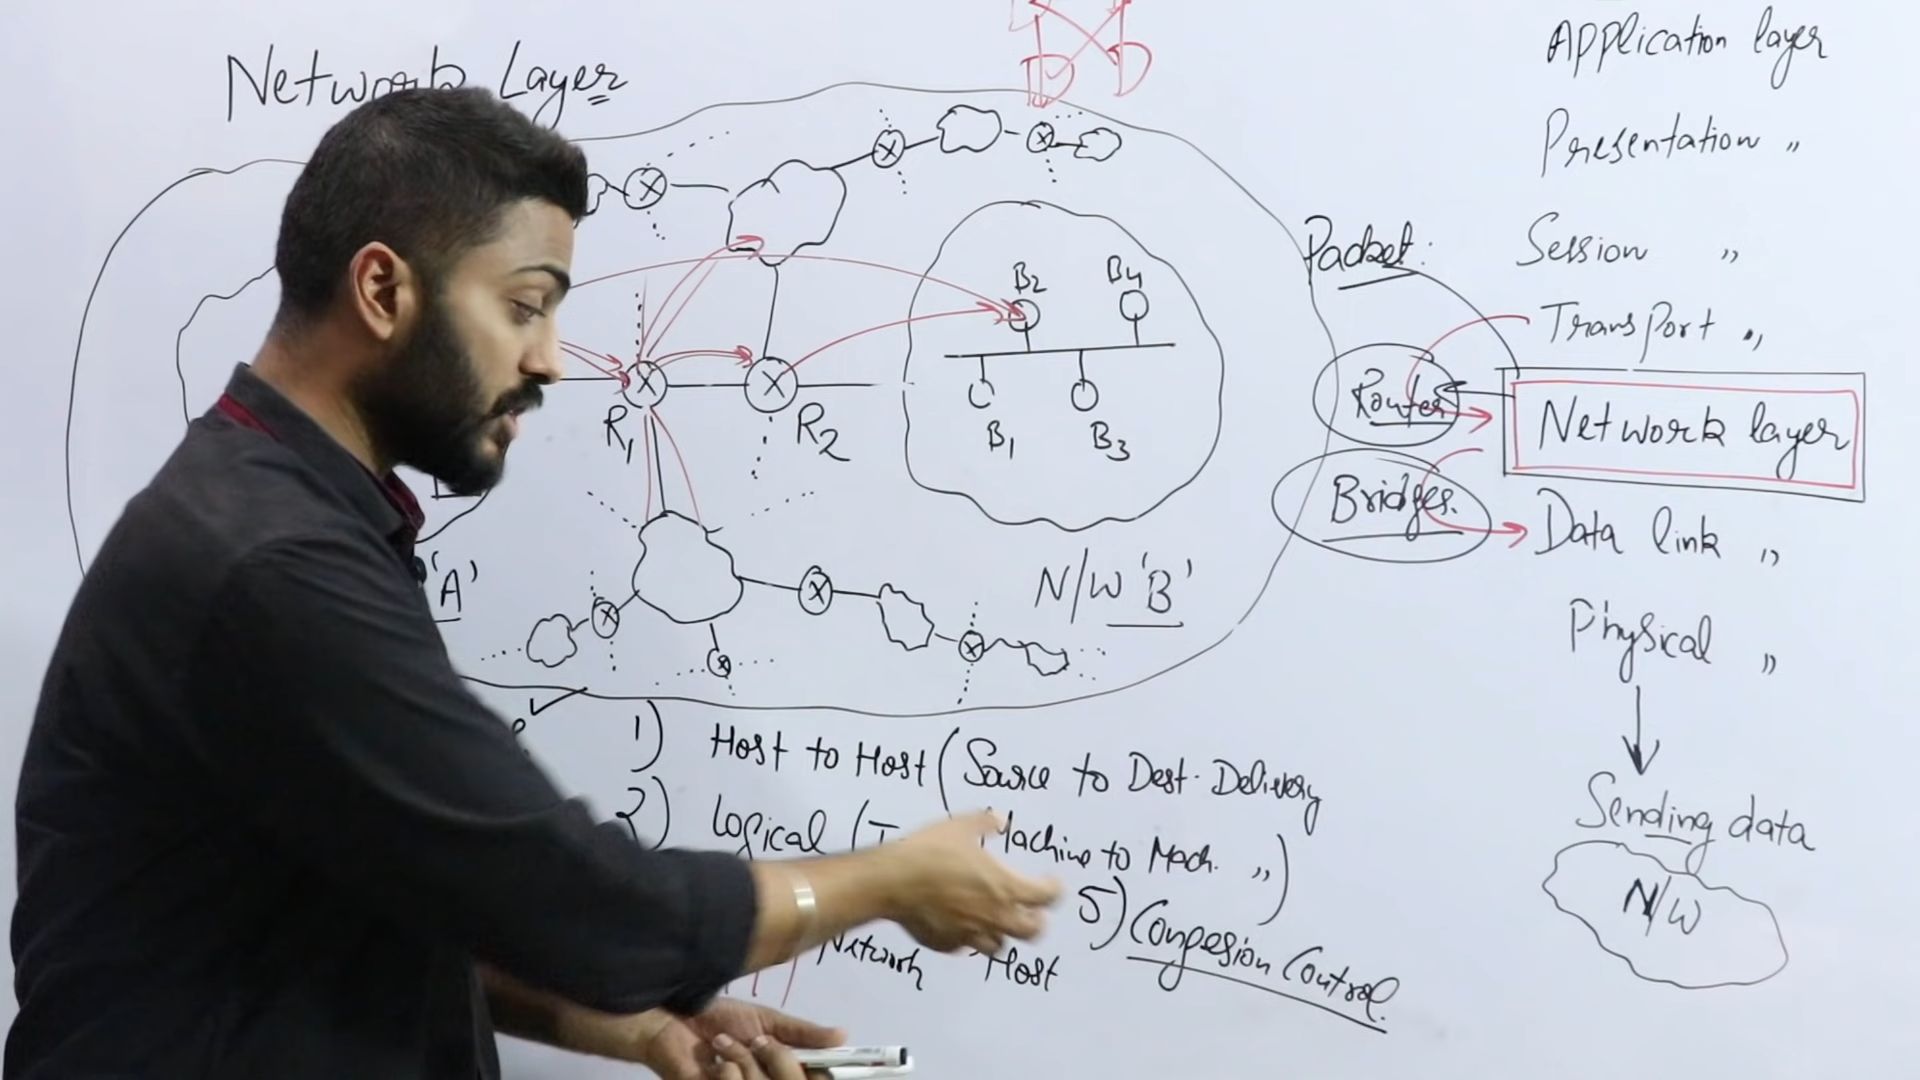 Network Layer
B2
B4
R1
R2
B1
B3
'A'
N/W 'B'
1) Host to Host (Source to Dest. Delivery
Machine to Mach. ")
2) Logical (I
Network
Host
5) Congesion Control.
Packet:
Router
Bridges.
Application layer
Presentation "
Session "
Transport "
Network layer
Data link "
Physical "
Sending data
N/W